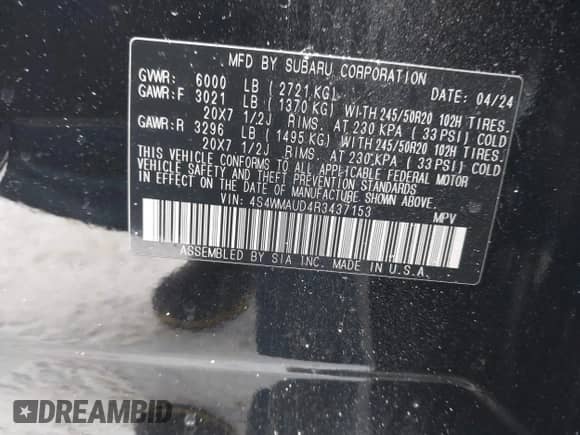 MFD BY SUBARU CORPORATION
GVWR: 6000 LB ( 2721 KG) DATE: 04/24
GAWR:F 3021 LB ( 1370 KG) WITH 245/50R20 102H TIRES.
20 X 7 1/2J RIMS. AT 230 KPA ( 33 PSI) COLD
GAWR:R 3296 LB ( 1495 KG) WITH 245/50R20 102H TIRES.
20 X 7 1/2J RIMS. AT 230 KPA ( 33 PSI) COLD
THIS VEHICLE CONFORMS TO ALL APPLICABLE FEDERAL MOTOR
VEHICLE SAFETY AND THEFT PREVENTION STANDARDS
IN EFFECT ON THE DATE OF MANUFACTURE SHOWN ABOVE.
VIN: 4S4WMAUD4R3437153 MPV
ASSEMBLED BY SIA INC. MADE IN U.S.A.
DREAMBID